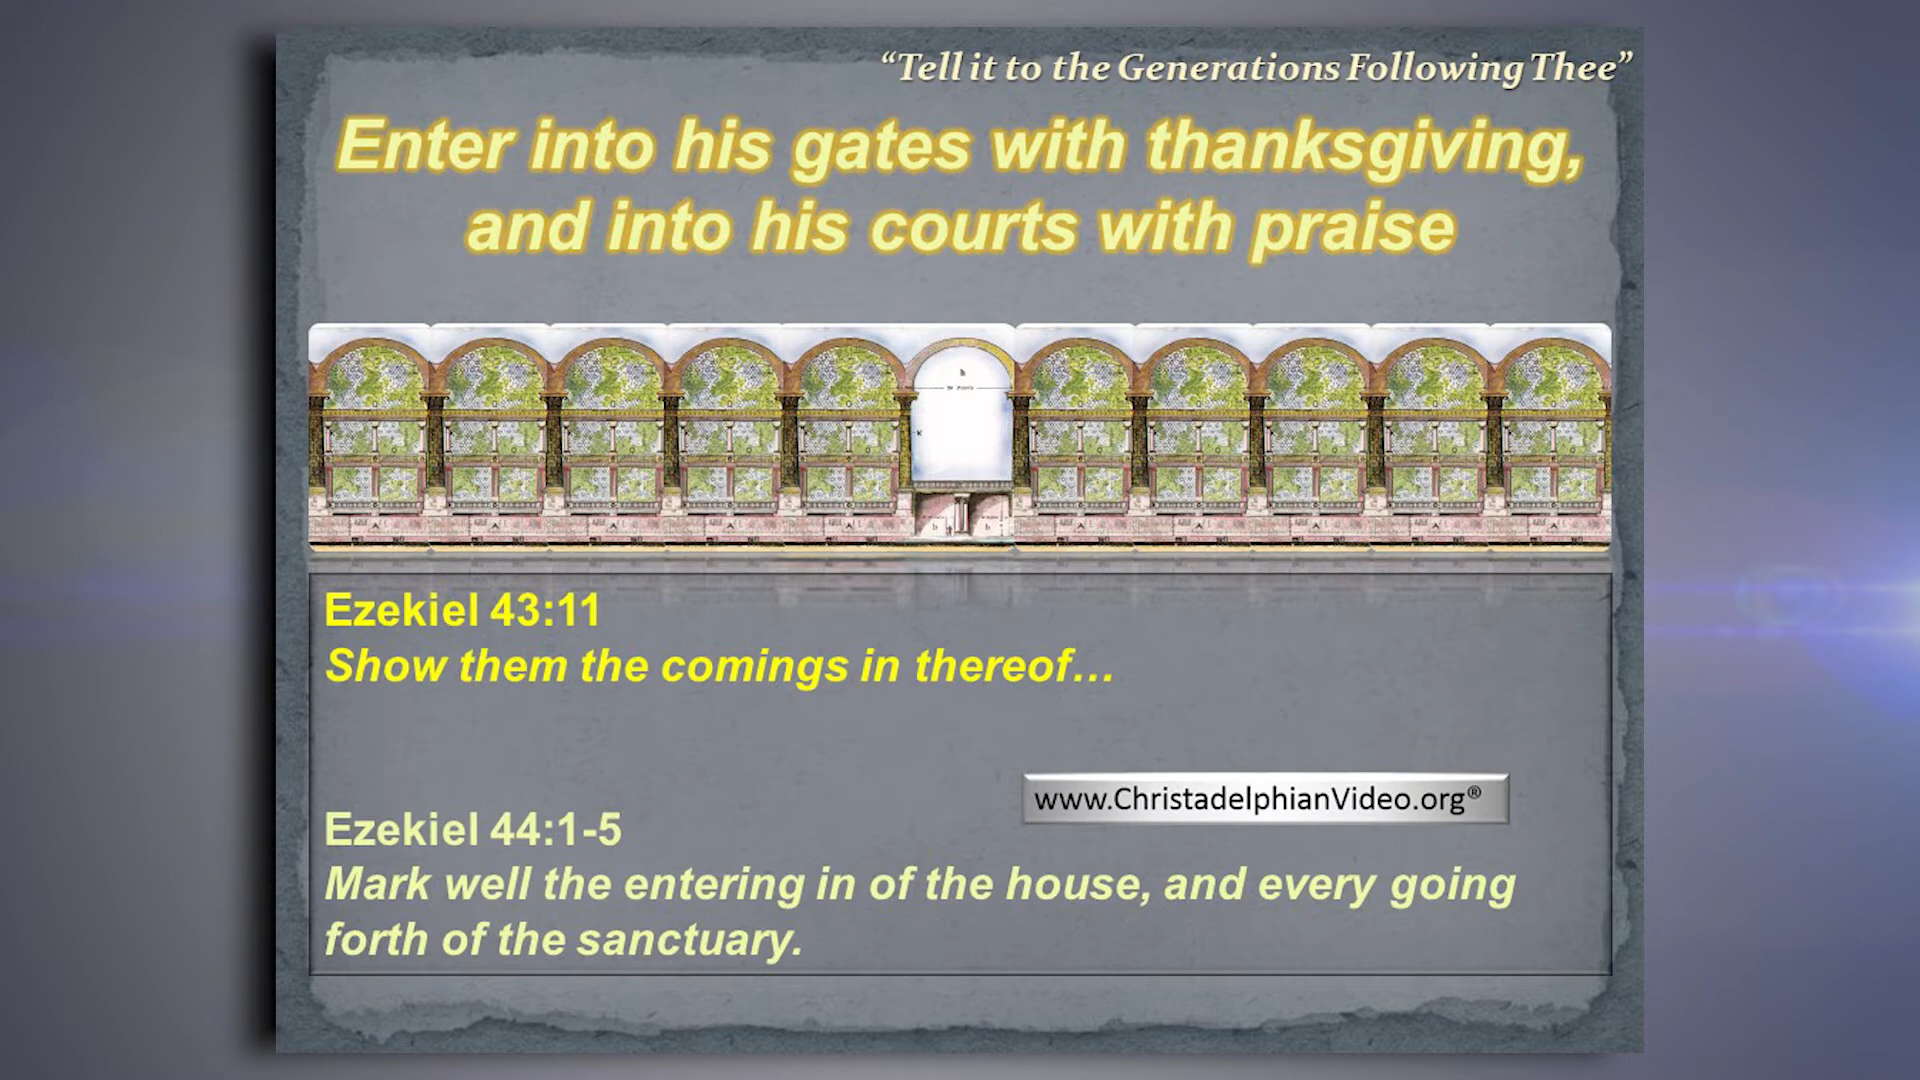 “Tell it to the Generations Following Thee”
Enter into his gates with thanksgiving,
and into his courts with praise
Ezekiel 43:11
Show them the comings in thereof…
www.ChristadelphianVideo.org®
Ezekiel 44:1-5
Mark well the entering in of the house, and every going
forth of the sanctuary.